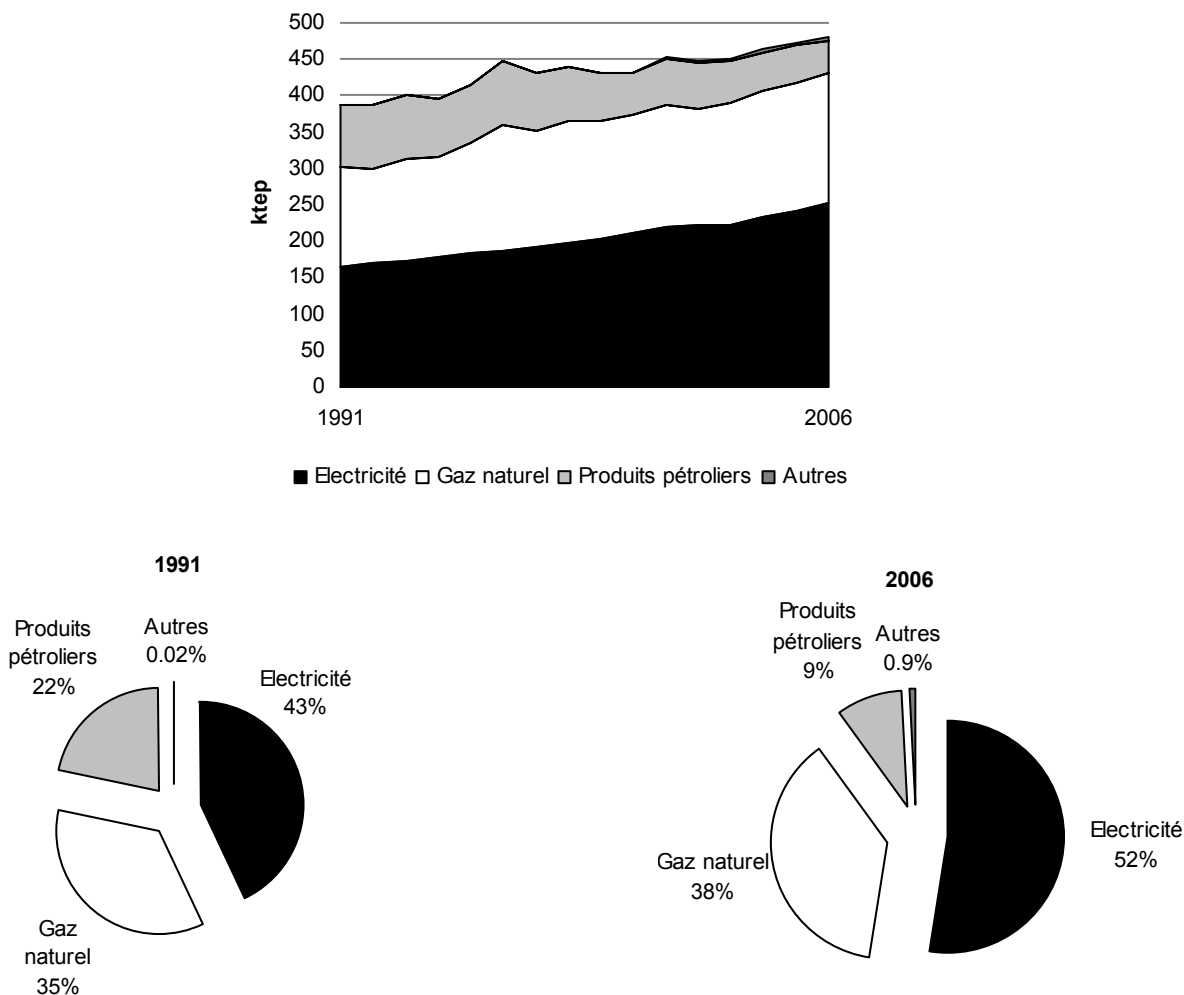 500
450
400
350
300
250
200
150
100
50
0
ktep
1991 2006
Electricité Gaz naturel Produits pétroliers Autres
1991
Produits
pétroliers
22%
Autres
0.02%
Electricité
43%
Gaz
naturel
35%
2006
Produits
pétroliers
9%
Autres
0.9%
Electricité
52%
Gaz naturel
38%